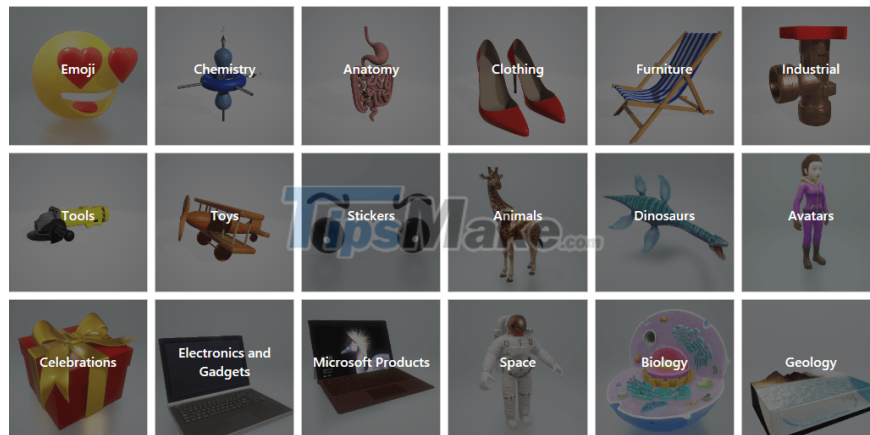 Emoji
Chemistry
Anatomy
Clothing
Furniture
Industrial
Tools
Toys
Stickers
Animals
Dinosaurs
Avatars
TipsMake.com
Celebrations
Electronics and
Gadgets
Microsoft Products
Space
Biology
Geology